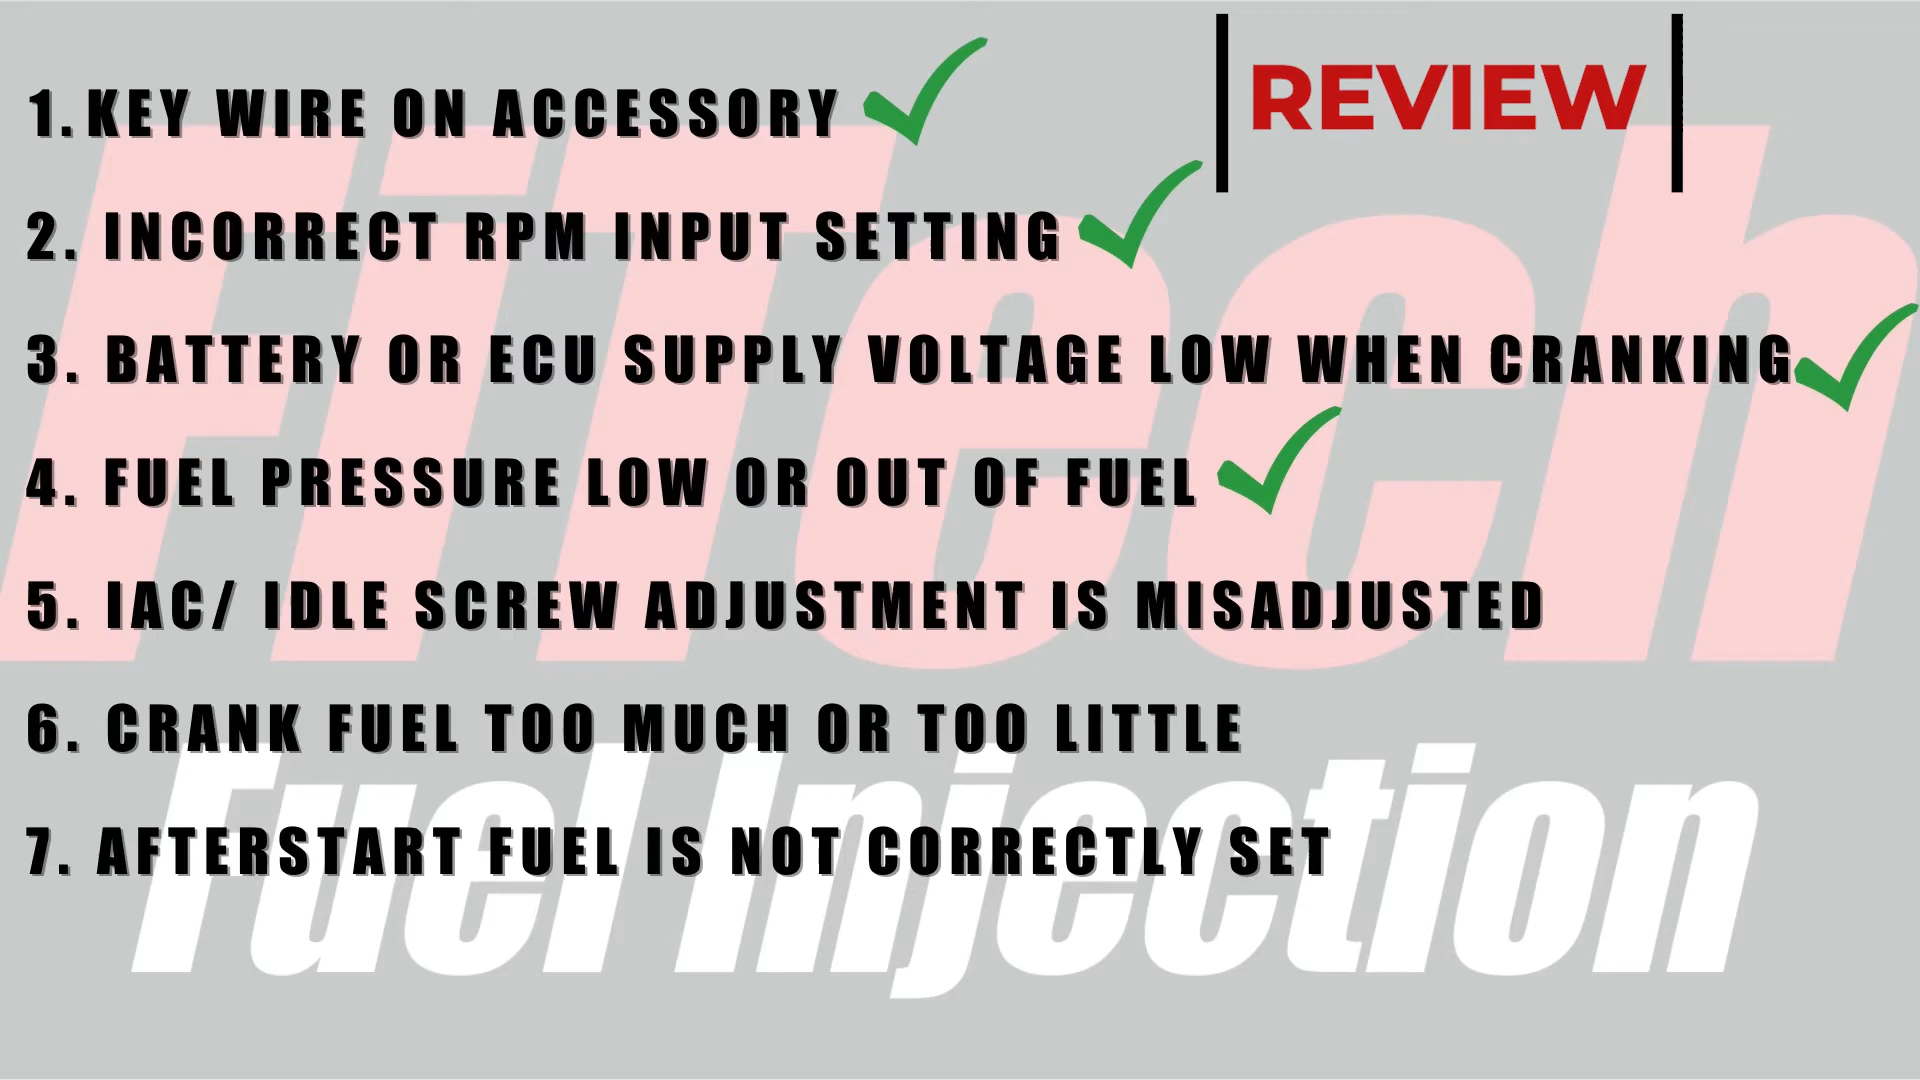 REVIEW
1. KEY WIRE ON ACCESSORY
2. INCORRECT RPM INPUT SETTING
3. BATTERY OR ECU SUPPLY VOLTAGE LOW WHEN CRANKING
4. FUEL PRESSURE LOW OR OUT OF FUEL
5. IAC/ IDLE SCREW ADJUSTMENT IS MISADJUSTED
6. CRANK FUEL TOO MUCH OR TOO LITTLE
7. AFTERSTART FUEL IS NOT CORRECTLY SET
FiTech
Fuel Injection